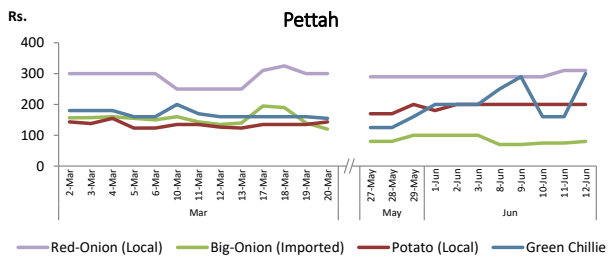 Rs.
Pettah
400
300
200
100
0
2-Mar
3-Mar
4-Mar
5-Mar
6-Mar
10-Mar
11-Mar
12-Mar
13-Mar
17-Mar
18-Mar
19-Mar
20-Mar
27-May
28-May
29-May
1-Jun
2-Jun
3-Jun
8-Jun
9-Jun
10-Jun
11-Jun
12-Jun
Mar
May
Jun
Red-Onion (Local)
Big-Onion (Imported)
Potato (Local)
Green Chillie